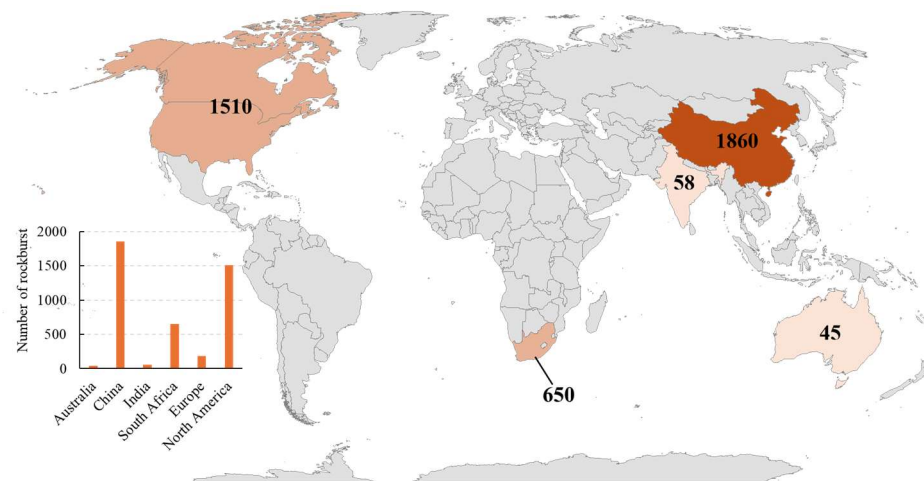 1510
1860
58
45
650
Number of rockburst
2000
1500
1000
500
0
Australia
China
India
South Africa
Europe
North America